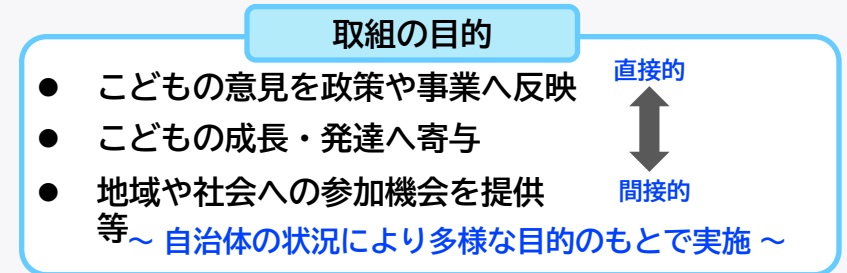 取組の目的
● こどもの意見を政策や事業へ反映
● こどもの成長・発達へ寄与
● 地域や社会への参加機会を提供
等
直接的
間接的
～ 自治体の状況により多様な目的のもとで実施 ～